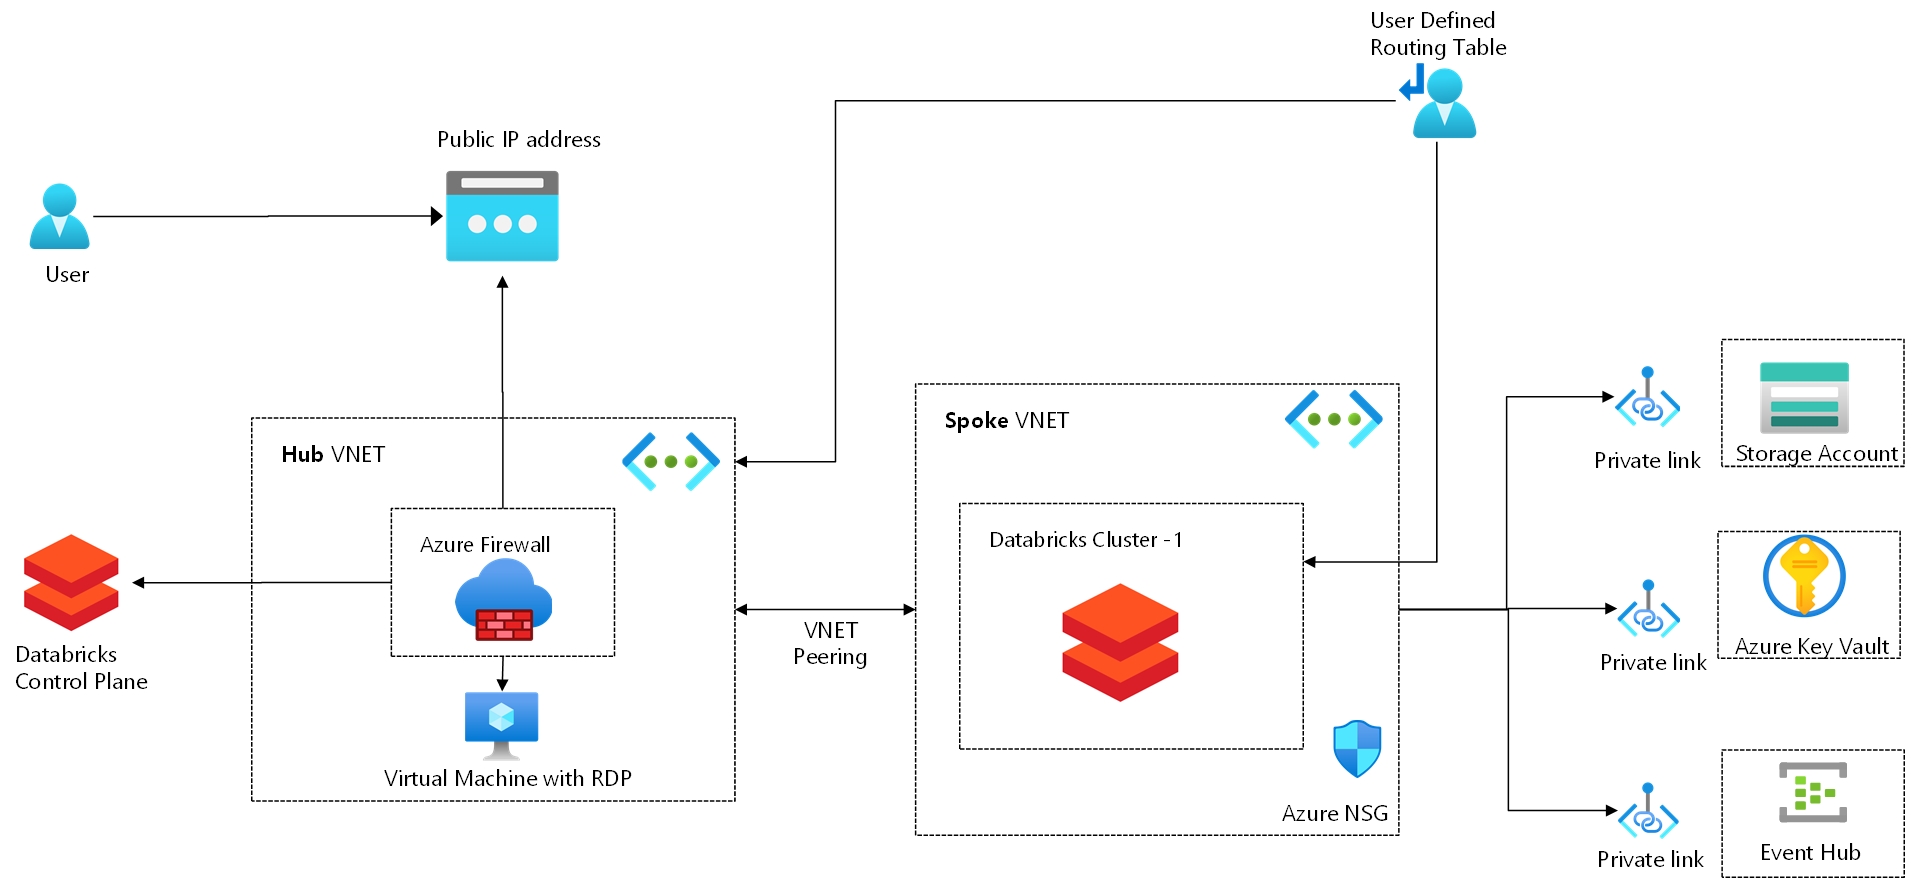 User Defined
Routing Table
Public IP address
User
Hub VNET
Spoke VNET
Azure Firewall
Databricks Cluster -1
Storage Account
Private link
VNET
Peering
Azure Key Vault
Private link
Databricks
Control Plane
Virtual Machine with RDP
Azure NSG
Event Hub
Private link